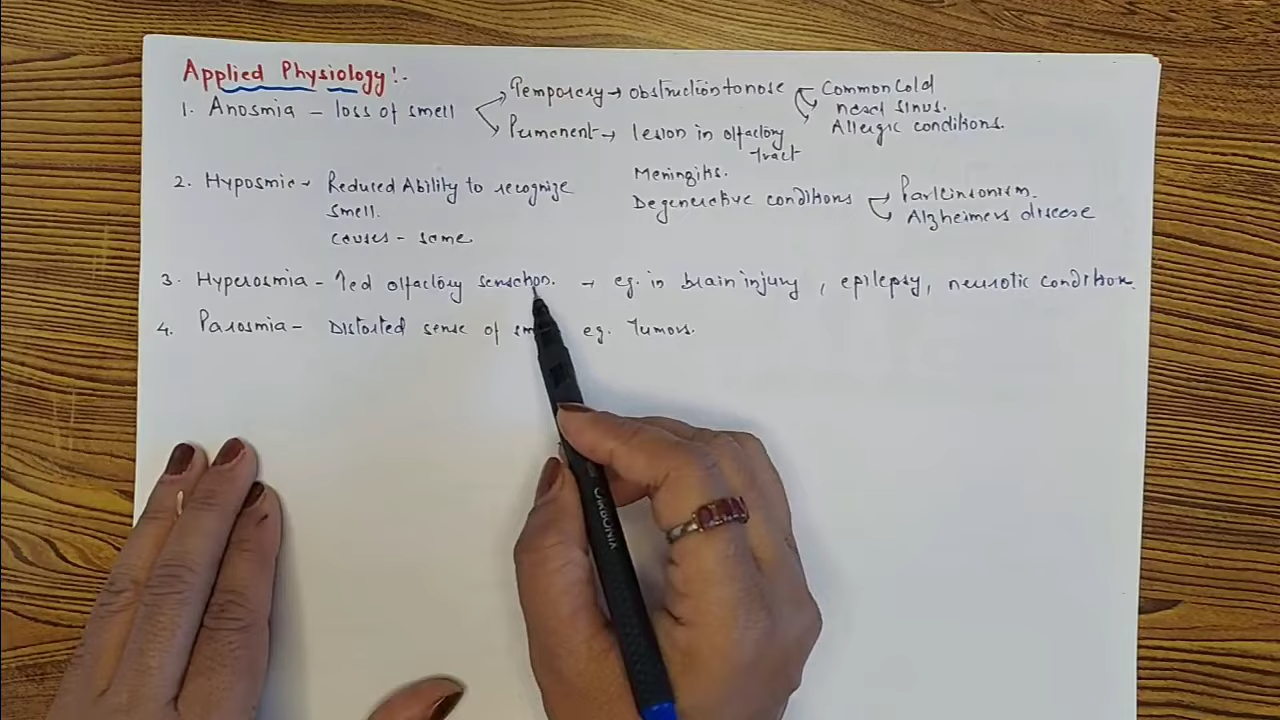 Applied Physiology:-
1. Anosmia - loss of smell
Temporery → obstruction to nose
Common Cold
nasal sinus.
Allergic conditions.
Permanent → lesion in olfactory
tract
Meningitis.
Degenerative conditions
Parkinsonism.
Alzheimers disease
2. Hyposmia - Reduced Ability to recognize
smell.
causes - same
3. Hyperosmia - ↑ed olfactory sensation. → eg. in brain injury, epilepsy, neurotic condition.
4. Parosmia - Distorted sense of eg. Tumors.
CARBONIX